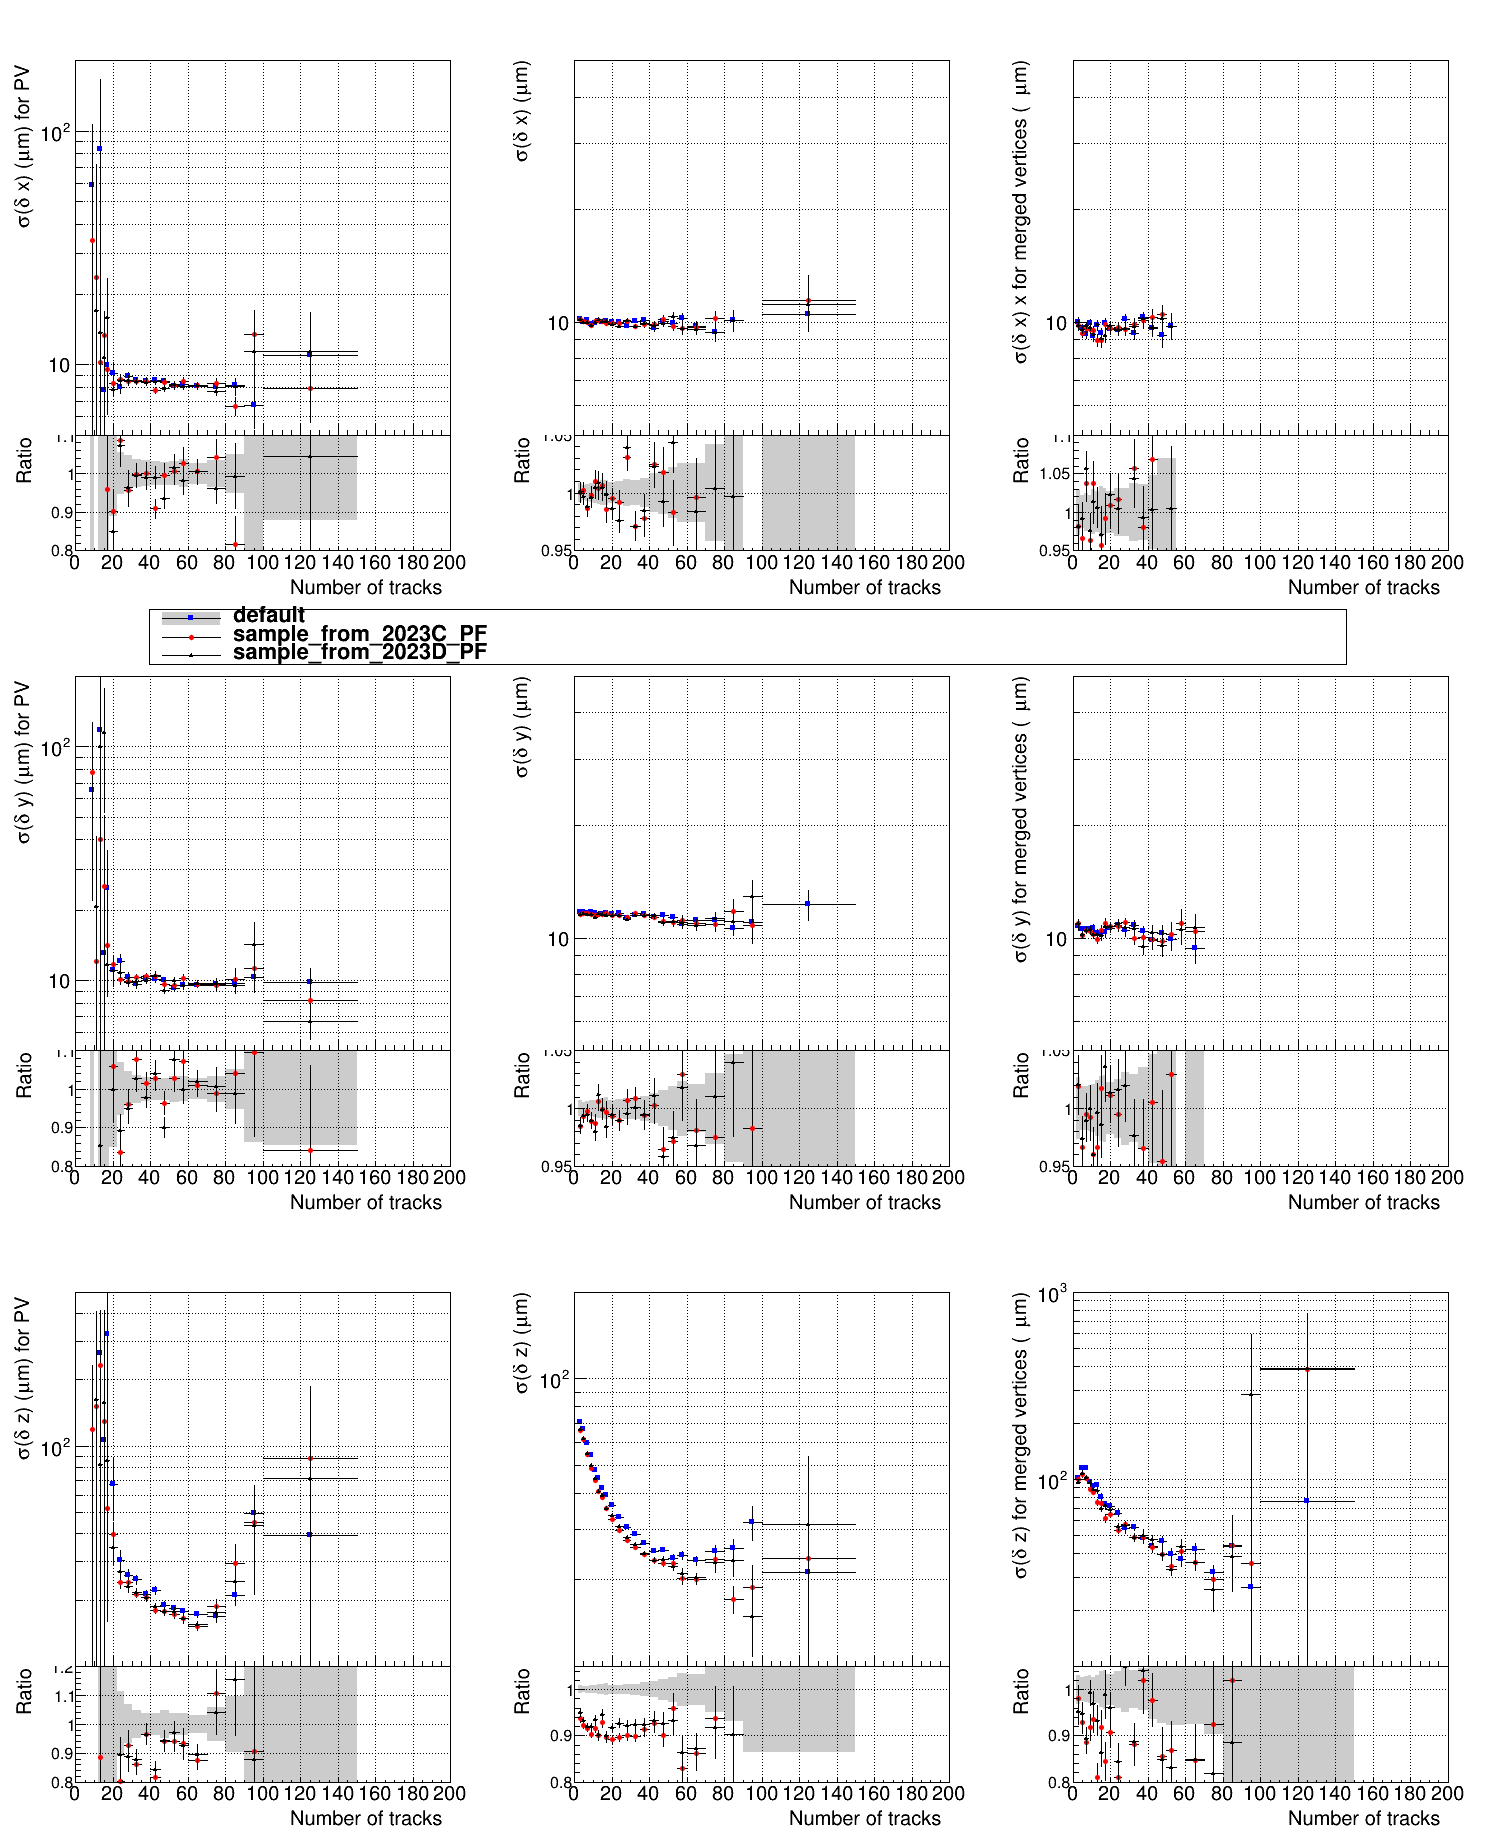 σ(δ x) (μm) for PV
10²
10
Ratio
1.1
1
0.9
0.8
0 20 40 60 80 100 120 140 160 180 200
Number of tracks
σ(δ x) (μm)
10
Ratio
1.05
1
0.95
0 20 40 60 80 100 120 140 160 180 200
Number of tracks
σ(δ x) x for merged vertices ( μm)
10
Ratio
1.1
1.05
1
0.95
0 20 40 60 80 100 120 140 160 180 200
Number of tracks
default
sample_from_2023C_PF
sample_from_2023D_PF
σ(δ y) (μm) for PV
10²
10
Ratio
1.1
1
0.9
0.8
0 20 40 60 80 100 120 140 160 180 200
Number of tracks
σ(δ y) (μm)
10
Ratio
1.05
1
0.95
0 20 40 60 80 100 120 140 160 180 200
Number of tracks
σ(δ y) for merged vertices ( μm)
10
Ratio
1.05
1
0.95
0 20 40 60 80 100 120 140 160 180 200
Number of tracks
σ(δ z) (μm) for PV
10²
Ratio
1.2
1.1
1
0.9
0.8
0 20 40 60 80 100 120 140 160 180 200
Number of tracks
σ(δ z) (μm)
10²
Ratio
1
0.9
0.8
0 20 40 60 80 100 120 140 160 180 200
Number of tracks
σ(δ z) for merged vertices ( μm)
10³
10²
Ratio
1
0.9
0.8
0 20 40 60 80 100 120 140 160 180 200
Number of tracks